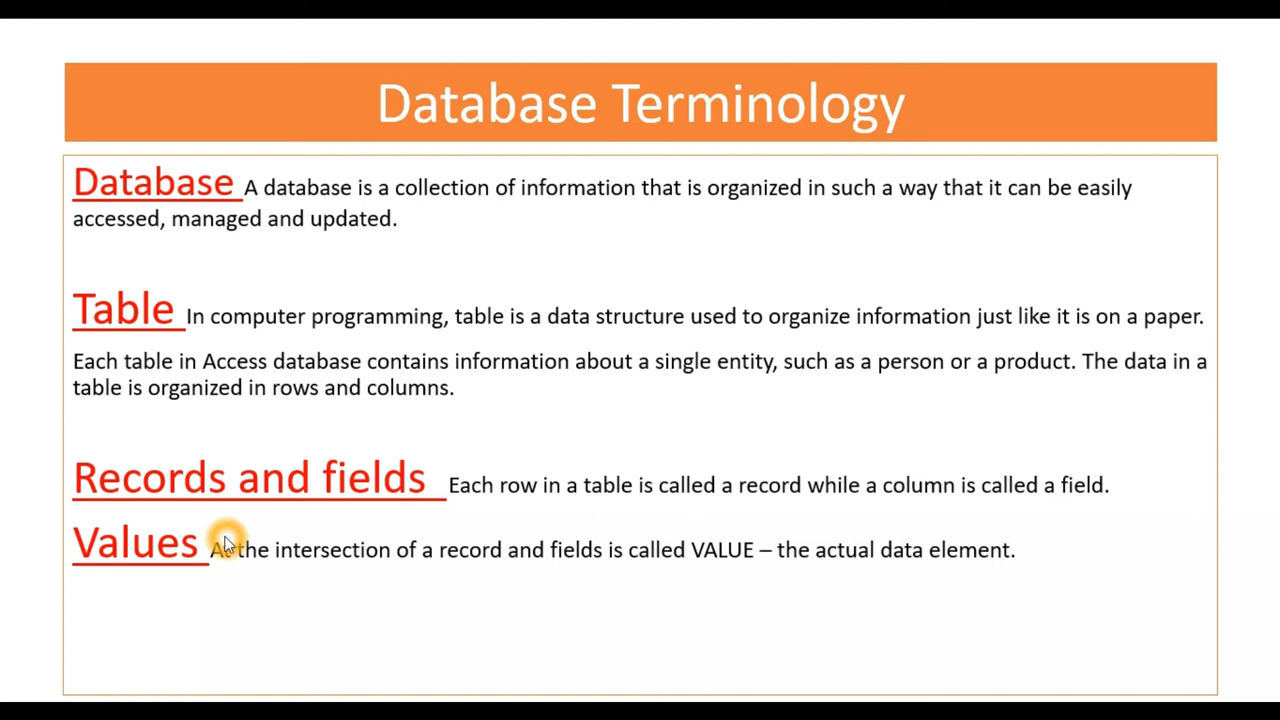 Database Terminology
Database A database is a collection of information that is organized in such a way that it can be easily
accessed, managed and updated.
Table In computer programming, table is a data structure used to organize information just like it is on a paper.
Each table in Access database contains information about a single entity, such as a person or a product. The data in a
table is organized in rows and columns.
Records and fields Each row in a table is called a record while a column is called a field.
Values At the intersection of a record and fields is called VALUE – the actual data element.